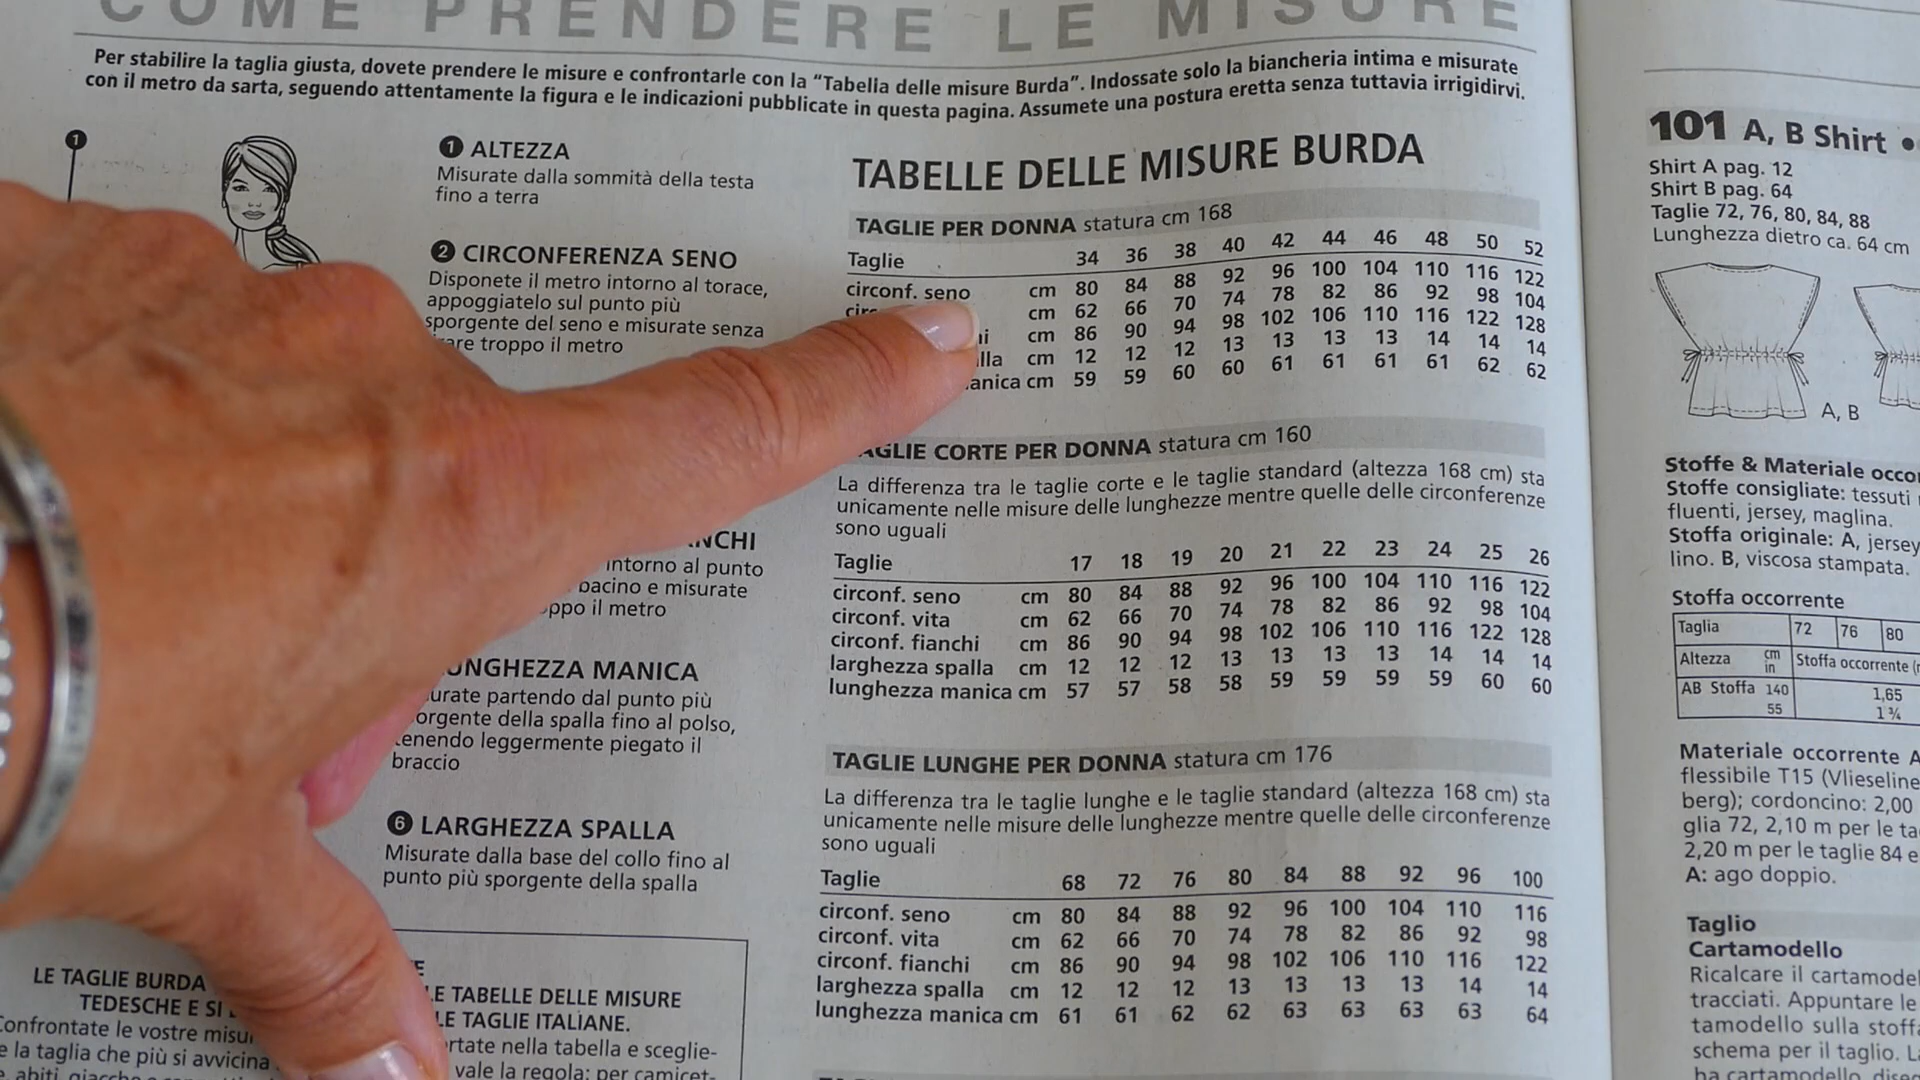 COME PRENDERE LE MISURE
Per stabilire la taglia giusta, dovete prendere le misure e confrontarle con la “Tabella delle misure Burda”. Indossate solo la biancheria intima e misurate
con il metro da sarta, seguendo attentamente la figura e le indicazioni pubblicate in questa pagina. Assumete una postura eretta senza tuttavia irrigidirvi.
1
1 ALTEZZA
Misurate dalla sommità della testa
fino a terra
2 CIRCONFERENZA SENO
Disponete il metro intorno al torace,
appoggiatelo sul punto più
sporgente del seno e misurate senza
troppo il metro
intorno al punto
bacino e misurate
il metro
MANICA
partendo dal punto più
della spalla fino al polso,
leggermente piegato il
braccio
6 LARGHEZZA SPALLA
Misurate dalla base del collo fino al
punto più sporgente della spalla
LE TAGLIE BURDA
TEDESCHE E SI
Confrontate le vostre
la taglia che più si avvicina
TABELLE DELLE MISURE
LE TAGLIE ITALIANE.
nella tabella e
vale la regola: per
TABELLE DELLE MISURE BURDA
TAGLIE PER DONNA statura cm 168
Taglie 34 36 38 40 42 44 46 48 50 52
circonf. seno cm 80 84 88 92 96 100 104 110 116 122
cm 62 66 70 74 78 82 86 92 98 104
cm 86 90 94 98 102 106 110 116 122 128
cm 12 12 12 13 13 13 13 14 14 14
manica cm 59 59 60 60 61 61 61 61 62 62
TAGLIE CORTE PER DONNA statura cm 160
La differenza tra le taglie corte e le taglie standard (altezza 168 cm) sta
unicamente nelle misure delle lunghezze mentre quelle delle circonferenze
sono uguali
Taglie 17 18 19 20 21 22 23 24 25 26
circonf. seno cm 80 84 88 92 96 100 104 110 116 122
circonf. vita cm 62 66 70 74 78 82 86 92 98 104
circonf. fianchi cm 86 90 94 98 102 106 110 116 122 128
larghezza spalla cm 12 12 12 13 13 13 13 14 14 14
lunghezza manica cm 57 57 58 58 59 59 59 59 60 60
TAGLIE LUNGHE PER DONNA statura cm 176
La differenza tra le taglie lunghe e le taglie standard (altezza 168 cm) sta
unicamente nelle misure delle lunghezze mentre quelle delle circonferenze
sono uguali
Taglie 68 72 76 80 84 88 92 96 100
circonf. seno cm 80 84 88 92 96 100 104 110 116
circonf. vita cm 62 66 70 74 78 82 86 92 98
circonf. fianchi cm 86 90 94 98 102 106 110 116 122
larghezza spalla cm 12 12 12 13 13 13 13 14 14
lunghezza manica cm 61 61 62 62 63 63 63 63 64
101 A, B Shirt •
Shirt A pag. 12
Shirt B pag. 64
Taglie 72, 76, 80, 84, 88
Lunghezza dietro ca. 64 cm
A, B
Stoffe & Materiale
Stoffe consigliate: tessuti
fluenti, jersey, maglina.
Stoffa originale: A, jersey
lino. B, viscosa stampata.
Stoffa occorrente
Taglia 72 76 80
Altezza cm in Stoffa occorrente
AB Stoffa 140 1,65
55 1 ¾
Materiale occorrente A
flessibile T15 (Vlieseline
berg); cordoncino: 2,00
glia 72, 2,10 m per le
2,20 m per le taglie 84 e
A: ago doppio.
Taglio
Cartamodello
Ricalcare il
tracciati. Appuntare le
tamodello sulla
schema per il taglio.
ha cartamodello,